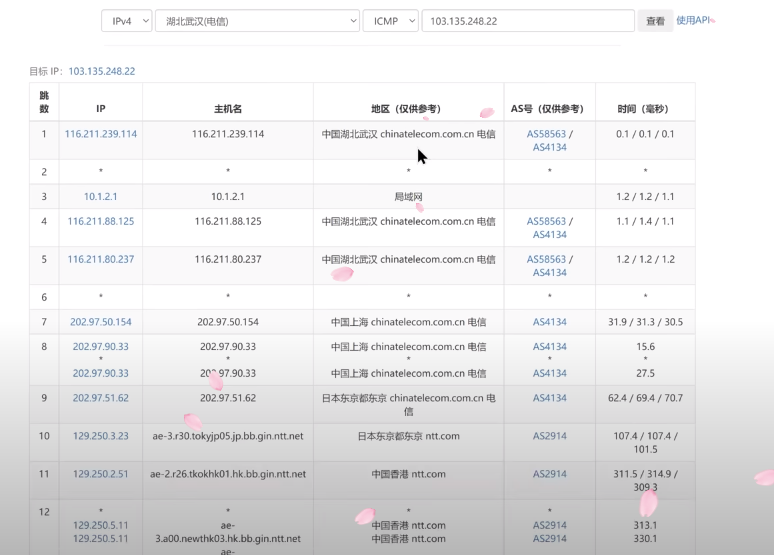 IPv4 湖北武汉(电信) ICMP 103.135.248.22 查看 使用API
目标 IP: 103.135.248.22
跳数 IP 主机名 地区（仅供参考） AS号（仅供参考） 时间（毫秒）
1 116.211.239.114 116.211.239.114 中国湖北武汉 chinatelecom.com.cn 电信 AS58563 / AS4134 0.1 / 0.1 / 0.1
2 * * * * *
3 10.1.2.1 10.1.2.1 局域网 1.2 / 1.2 / 1.1
4 116.211.88.125 116.211.88.125 中国湖北武汉 chinatelecom.com.cn 电信 AS58563 / AS4134 1.1 / 1.4 / 1.1
5 116.211.80.237 116.211.80.237 中国湖北武汉 chinatelecom.com.cn 电信 AS58563 / AS4134 1.2 / 1.2 / 1.2
6 * * * * *
7 202.97.50.154 202.97.50.154 中国上海 chinatelecom.com.cn 电信 AS4134 31.9 / 31.3 / 30.5
8 202.97.90.33 202.97.90.33 中国上海 chinatelecom.com.cn 电信 AS4134 15.6
* * * * *
202.97.90.33 202.97.90.33 中国上海 chinatelecom.com.cn 电信 AS4134 27.5
9 202.97.51.62 202.97.51.62 日本东京都东京 chinatelecom.com.cn 电信 AS4134 62.4 / 69.4 / 70.7
10 129.250.3.23 ae-3.r30.tokyjp05.jp.bb.gin.ntt.net 日本东京都东京 ntt.com AS2914 107.4 / 107.4 / 101.5
11 129.250.2.51 ae-2.r26.tkokhk01.hk.bb.gin.ntt.net 中国香港 ntt.com AS2914 311.5 / 314.9 / 309.3
12 * * * * *
129.250.5.11 ae- 中国香港 ntt.com AS2914 313.1
129.250.5.11 3.a00.newthk03.hk.bb.gin.ntt.net 中国香港 ntt.com AS2914 330.1
ae-